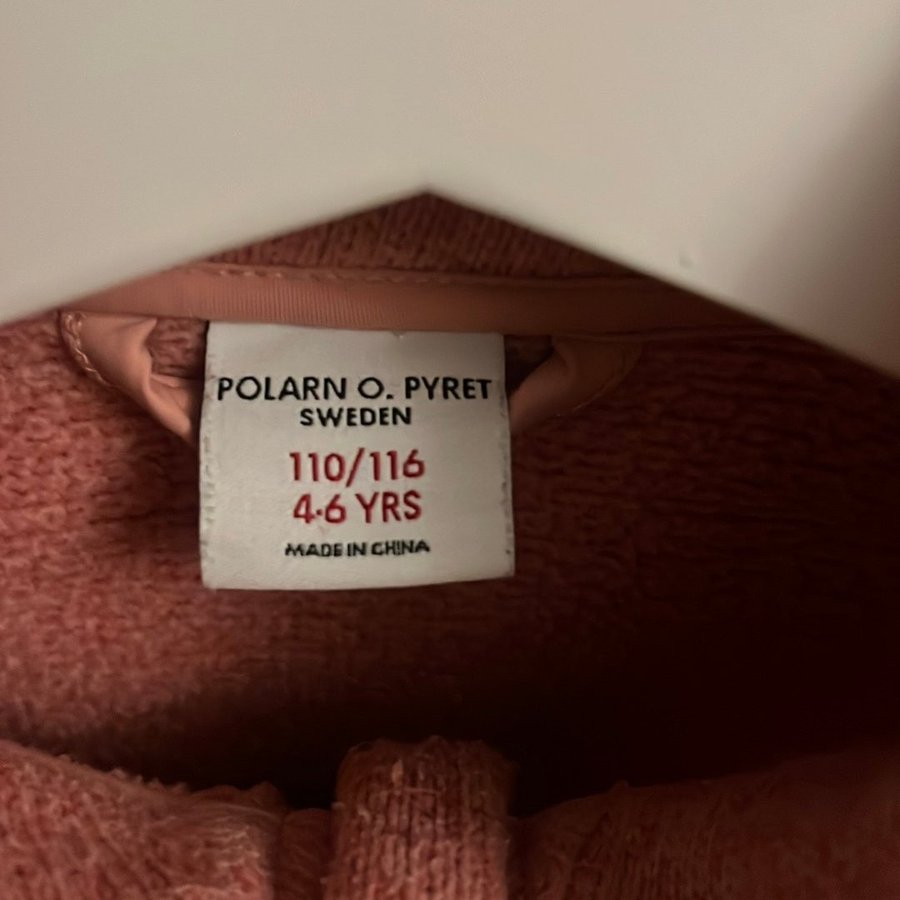 POLARN O. PYRET
SWEDEN
110/116
4-6 YRS
MADE IN CHINA